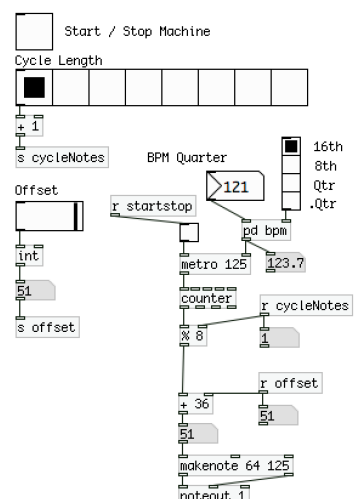 Start / Stop Machine
Cycle Length
+ 1
s cycleNotes
BPM Quarter
16th
8th
Qtr
.Qtr
121
Offset
r startstop
pd bpm
int
metro 125
123.7
51
counter
s offset
r cycleNotes
% 8
1
r offset
+ 36
51
51
makenote 64 125
noteout 1